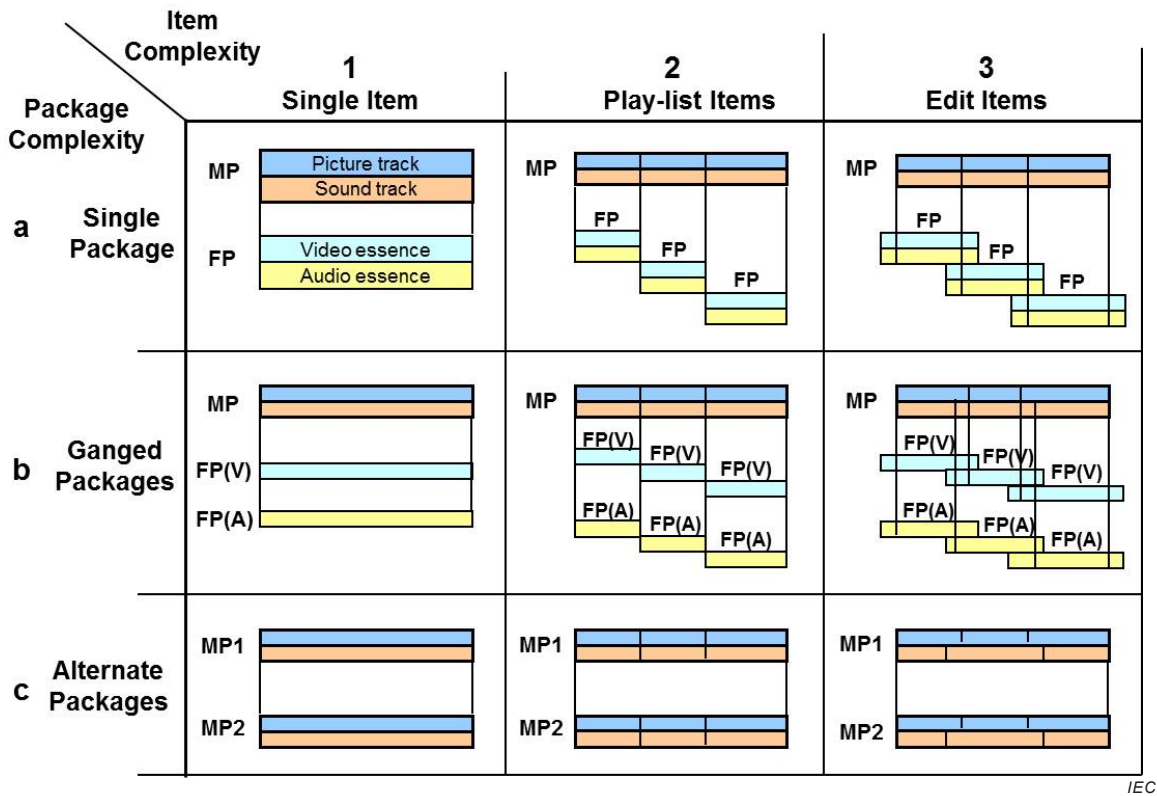 Item
Complexity
Package
Complexity
1
Single Item
2
Play-list Items
3
Edit Items
a
Single
Package
MP
Picture track
Sound track
FP
Video essence
Audio essence
MP
FP
FP
FP
MP
FP
FP
FP
b
Ganged
Packages
MP
FP(V)
FP(A)
MP
FP(V)
FP(V)
FP(V)
FP(A)
FP(A)
FP(A)
MP
FP(V)
FP(V)
FP(V)
FP(A)
FP(A)
FP(A)
c
Alternate
Packages
MP1
MP2
MP1
MP2
MP1
MP2
IEC